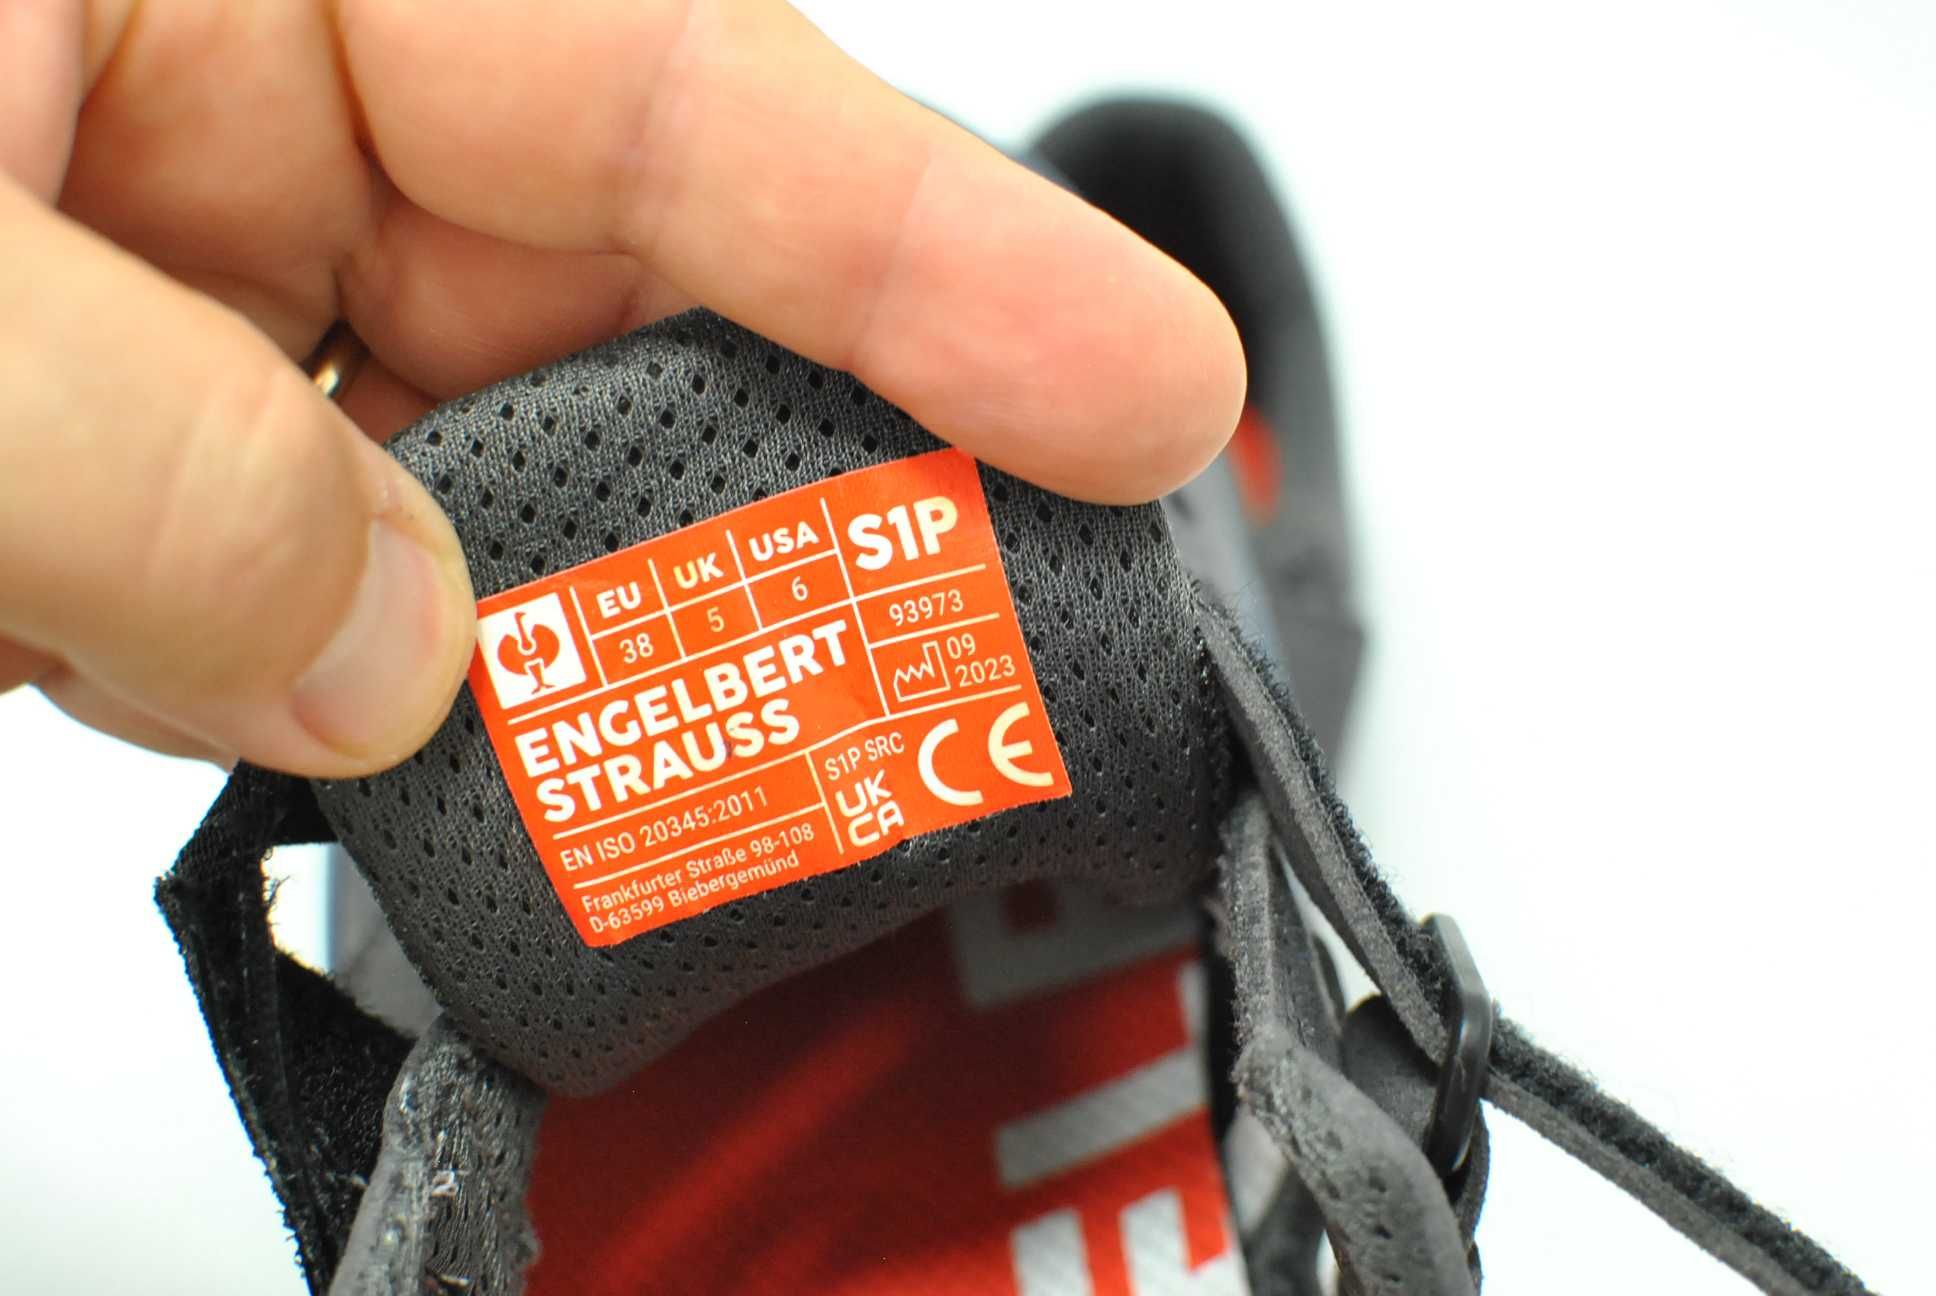 EU UK USA S1P
38 5 6 93973
09
2023
ENGELBERT
STRAUSS
EN ISO 20345:2011
S1P SRC
UK
CA
CE
Frankfurter Straße 98-108
D-63599 Biebergemünd